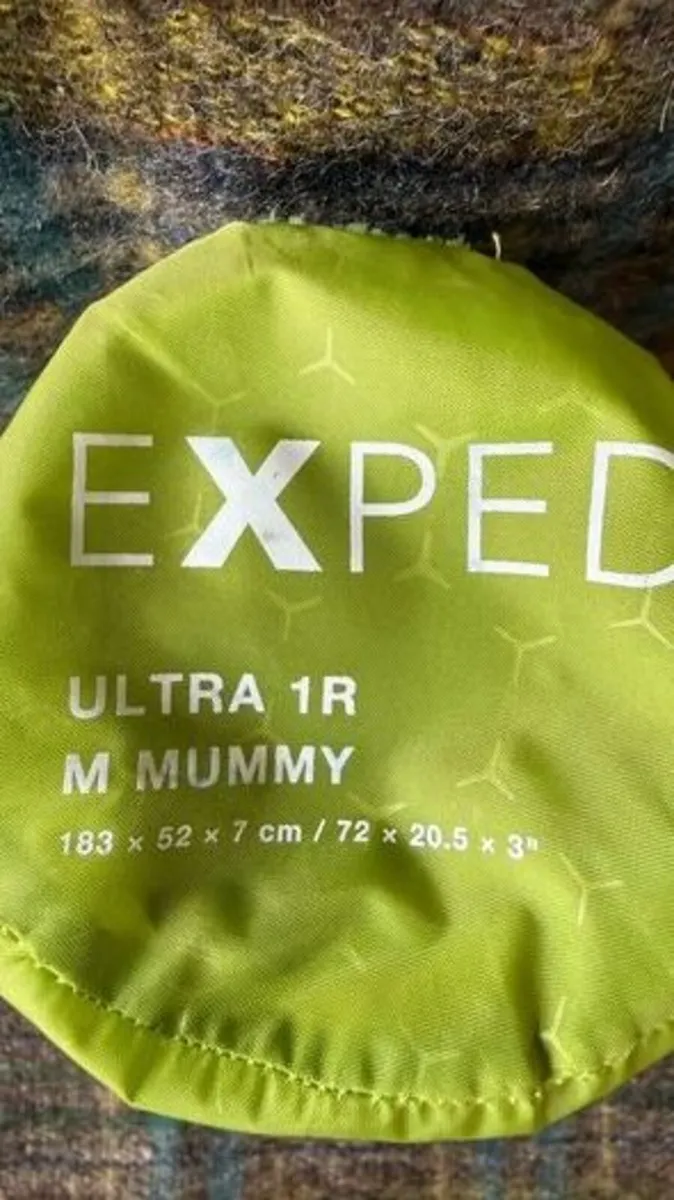 EXPED
ULTRA 1R
M MUMMY
183 x 52 x 7 cm / 72 x 20.5 x 3"